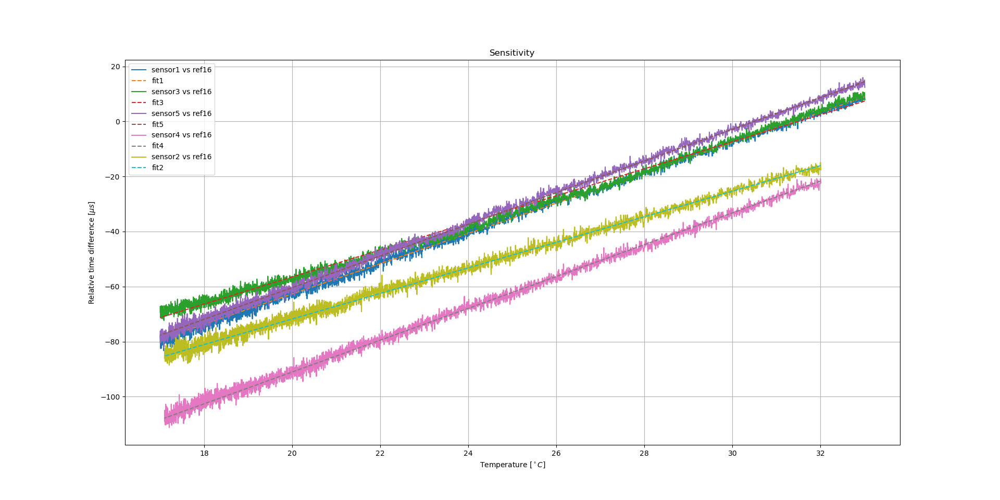 Sensitivity
20
0
−20
−40
−60
−80
−100
Relative time difference [μs]
sensor1 vs ref16
fit1
sensor3 vs ref16
fit3
sensor5 vs ref16
fit5
sensor4 vs ref16
fit4
sensor2 vs ref16
fit2
18 20 22 24 26 28 30 32
Temperature [°C]